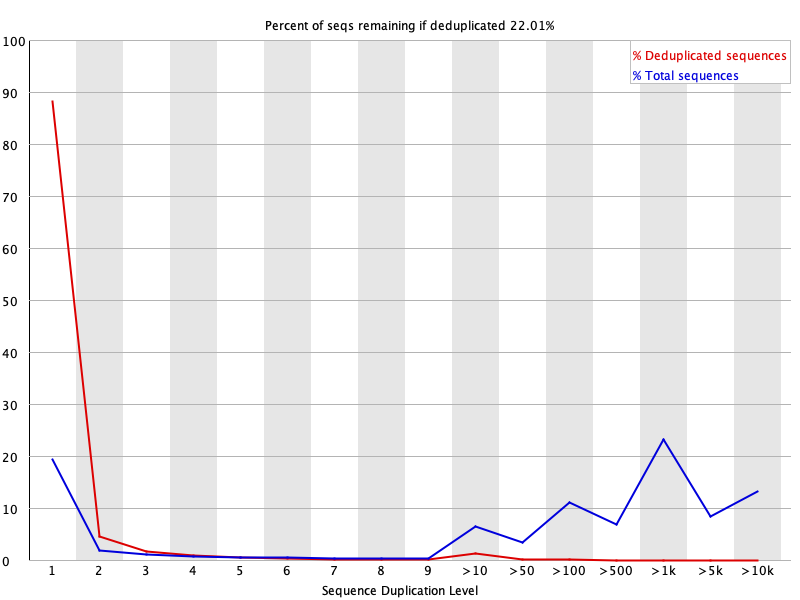 Percent of seqs remaining if deduplicated 22.01%
% Deduplicated sequences
% Total sequences
100
90
80
70
60
50
40
30
20
10
0
1 2 3 4 5 6 7 8 9 >10 >50 >100 >500 >1k >5k >10k
Sequence Duplication Level